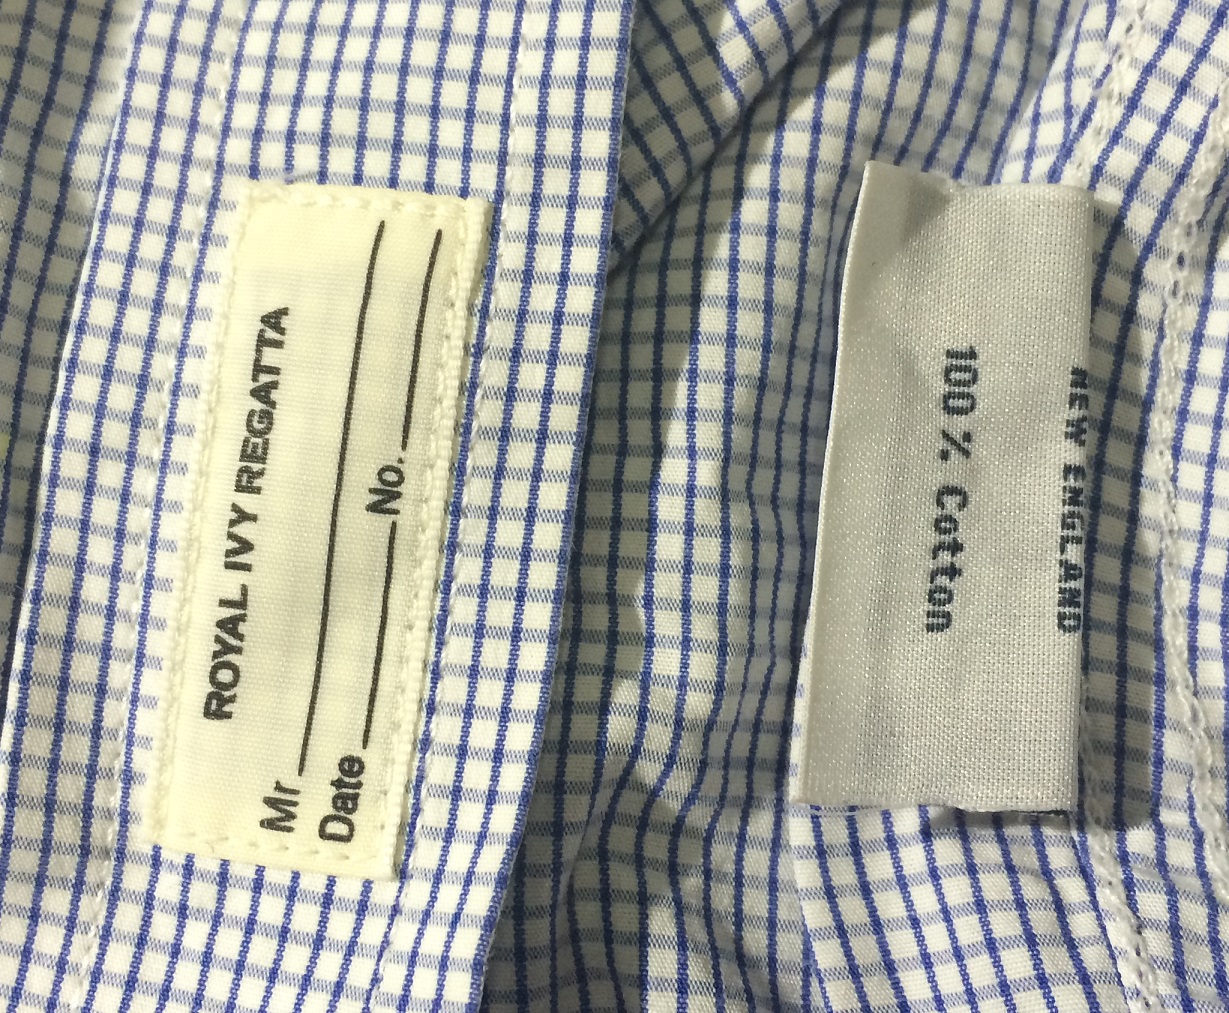 ROYAL IVY REGATTA
Mr
Date No.
NEW ENGLAND
100% Cotton